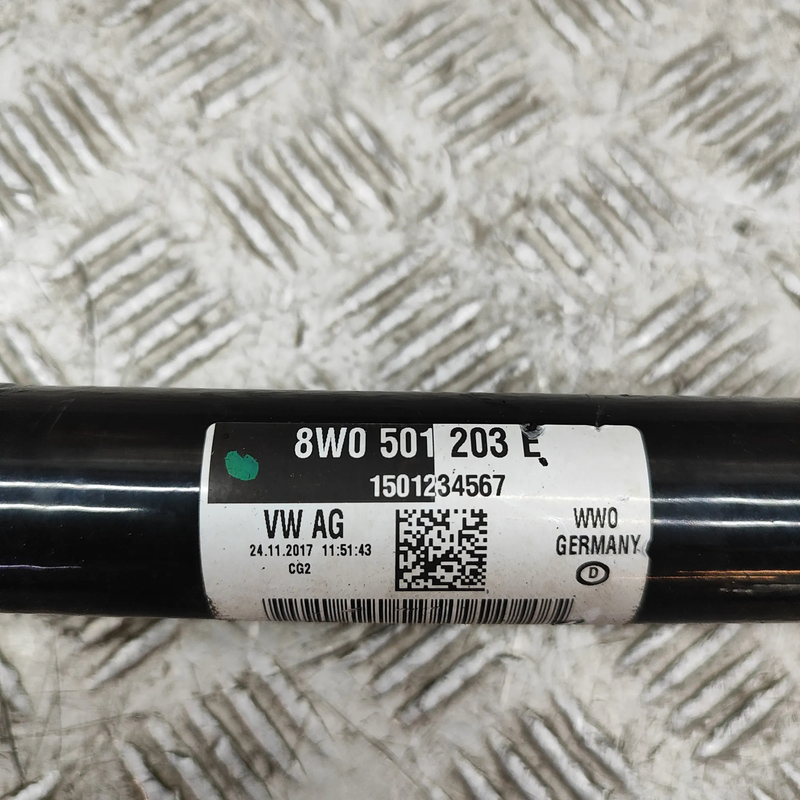 8W0 501 203 E
1501234567
VW AG
24.11.2017 11:51:43
CG2
WWO
GERMANY
D